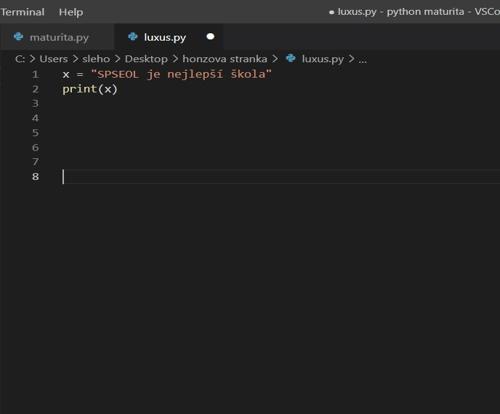 Terminal Help ● luxus.py - python maturita - VSCo
maturita.py luxus.py ●
C: > Users > sleho > Desktop > honzova stranka > luxus.py > ...
1 x = "SPSEOL je nejlepší škola"
2 print(x)
3
4
5
6
7
8